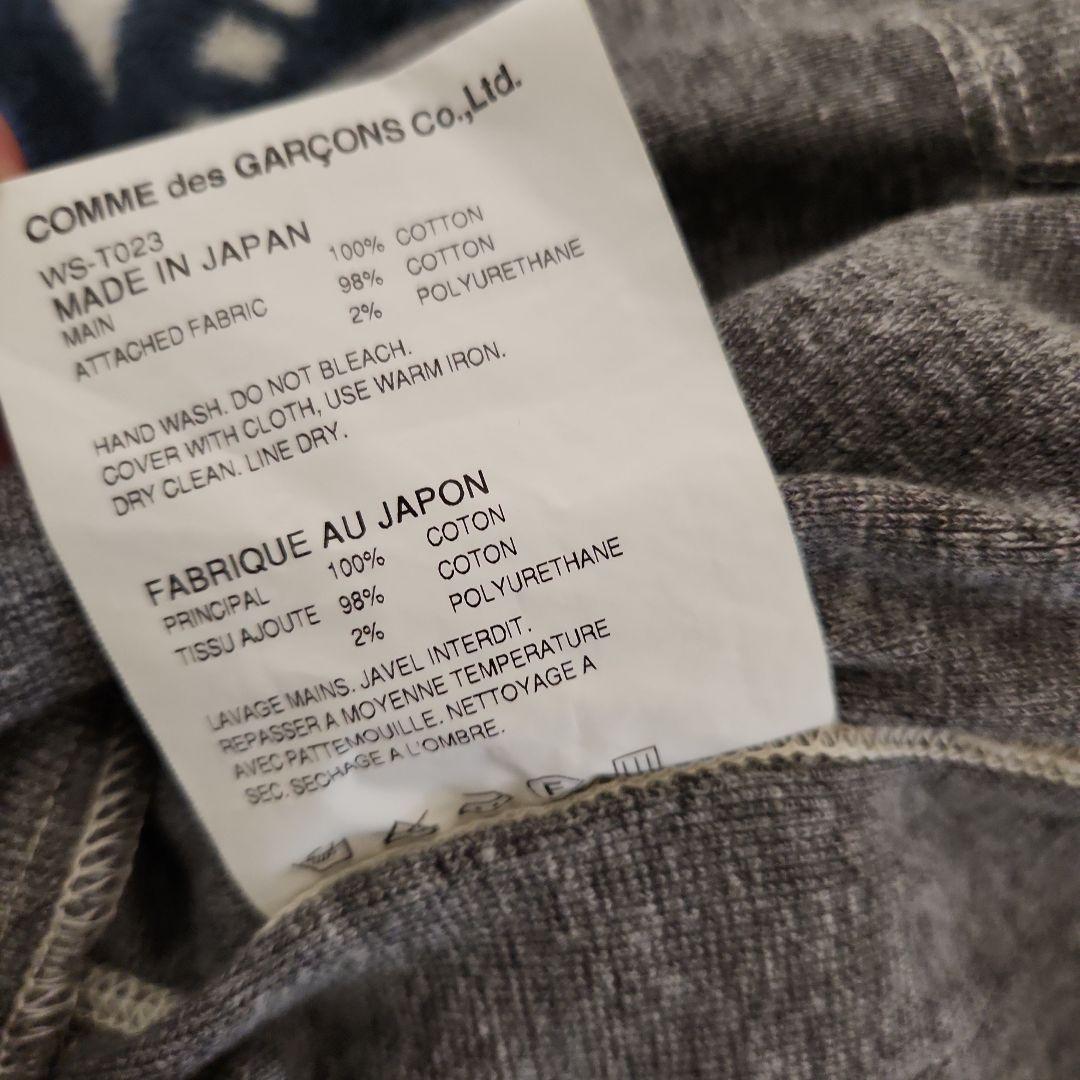 COMME des GARÇONS Co.,Ltd.
WS-T023
MADE IN JAPAN
MAIN 100% COTTON
ATTACHED FABRIC 98% COTTON
2% POLYURETHANE
HAND WASH. DO NOT BLEACH.
COVER WITH CLOTH, USE WARM IRON.
DRY CLEAN. LINE DRY.
FABRIQUE AU JAPON
PRINCIPAL 100% COTON
TISSU AJOUTE 98% COTON
2% POLYURETHANE
LAVAGE MAINS. JAVEL INTERDIT.
REPASSER A MOYENNE TEMPERATURE
AVEC PATTEMOUILLE. NETTOYAGE A
SEC. SECHAGE A L'OMBRE.
F